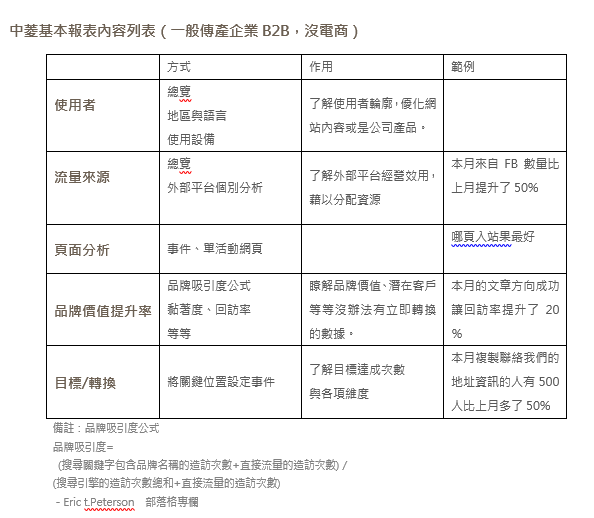 中菱基本報表內容列表（一般傳產企業 B2B，沒電商）
方式 作用 範例
使用者
總覽
地區與語言
使用設備
了解使用者輪廓，優化網
站內容或是公司產品。
流量來源
總覽
外部平台個別分析
了解外部平台經營效用，
藉以分配資源
本月來自 FB 數量比
上月提升了 50%
頁面分析
事件、單活動網頁
哪頁入站果最好
品牌價值提升率
品牌吸引度公式
黏著度、回訪率
等等
瞭解品牌價值、潛在客戶
等等沒辦法有立即轉換
的數據。
本月的文章方向成功
讓回訪率提升了 20
%
目標/轉換
將關鍵位置設定事件
了解目標達成次數
與各項維度
本月複製聯絡我們的
地址資訊的人有 500
人比上月多了 50%
備註：品牌吸引度公式
品牌吸引度=
(搜尋關鍵字包含品牌名稱的造訪次數+直接流量的造訪次數) /
(搜尋引擎的造訪次數總和+直接流量的造訪次數)
- Eric t.Peterson 部落格專欄